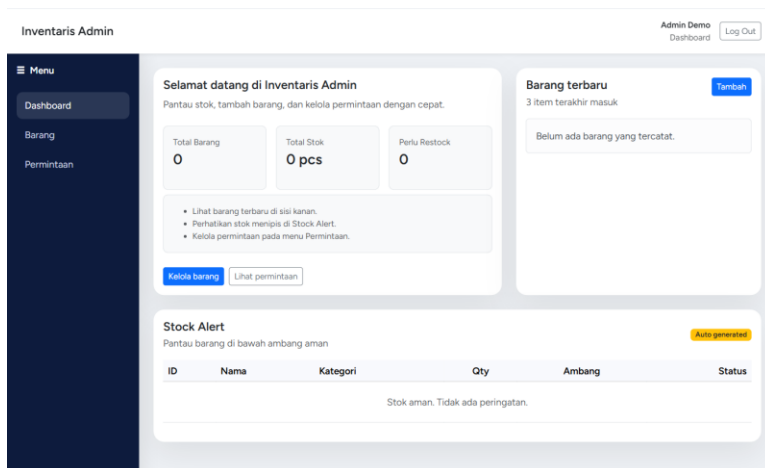 Inventaris Admin
Admin Demo
Dashboard
Log Out
☰ Menu
Dashboard
Barang
Permintaan
Selamat datang di Inventaris Admin
Pantau stok, tambah barang, dan kelola permintaan dengan cepat.
Total Barang
0
Total Stok
0 pcs
Perlu Restock
0
• Lihat barang terbaru di sisi kanan.
• Perhatikan stok menipis di Stock Alert.
• Kelola permintaan pada menu Permintaan.
Kelola barang
Lihat permintaan
Barang terbaru
Tambah
3 item terakhir masuk
Belum ada barang yang tercatat.
Stock Alert
Pantau barang di bawah ambang aman
Auto generated
ID Nama Kategori Qty Ambang Status
Stok aman. Tidak ada peringatan.